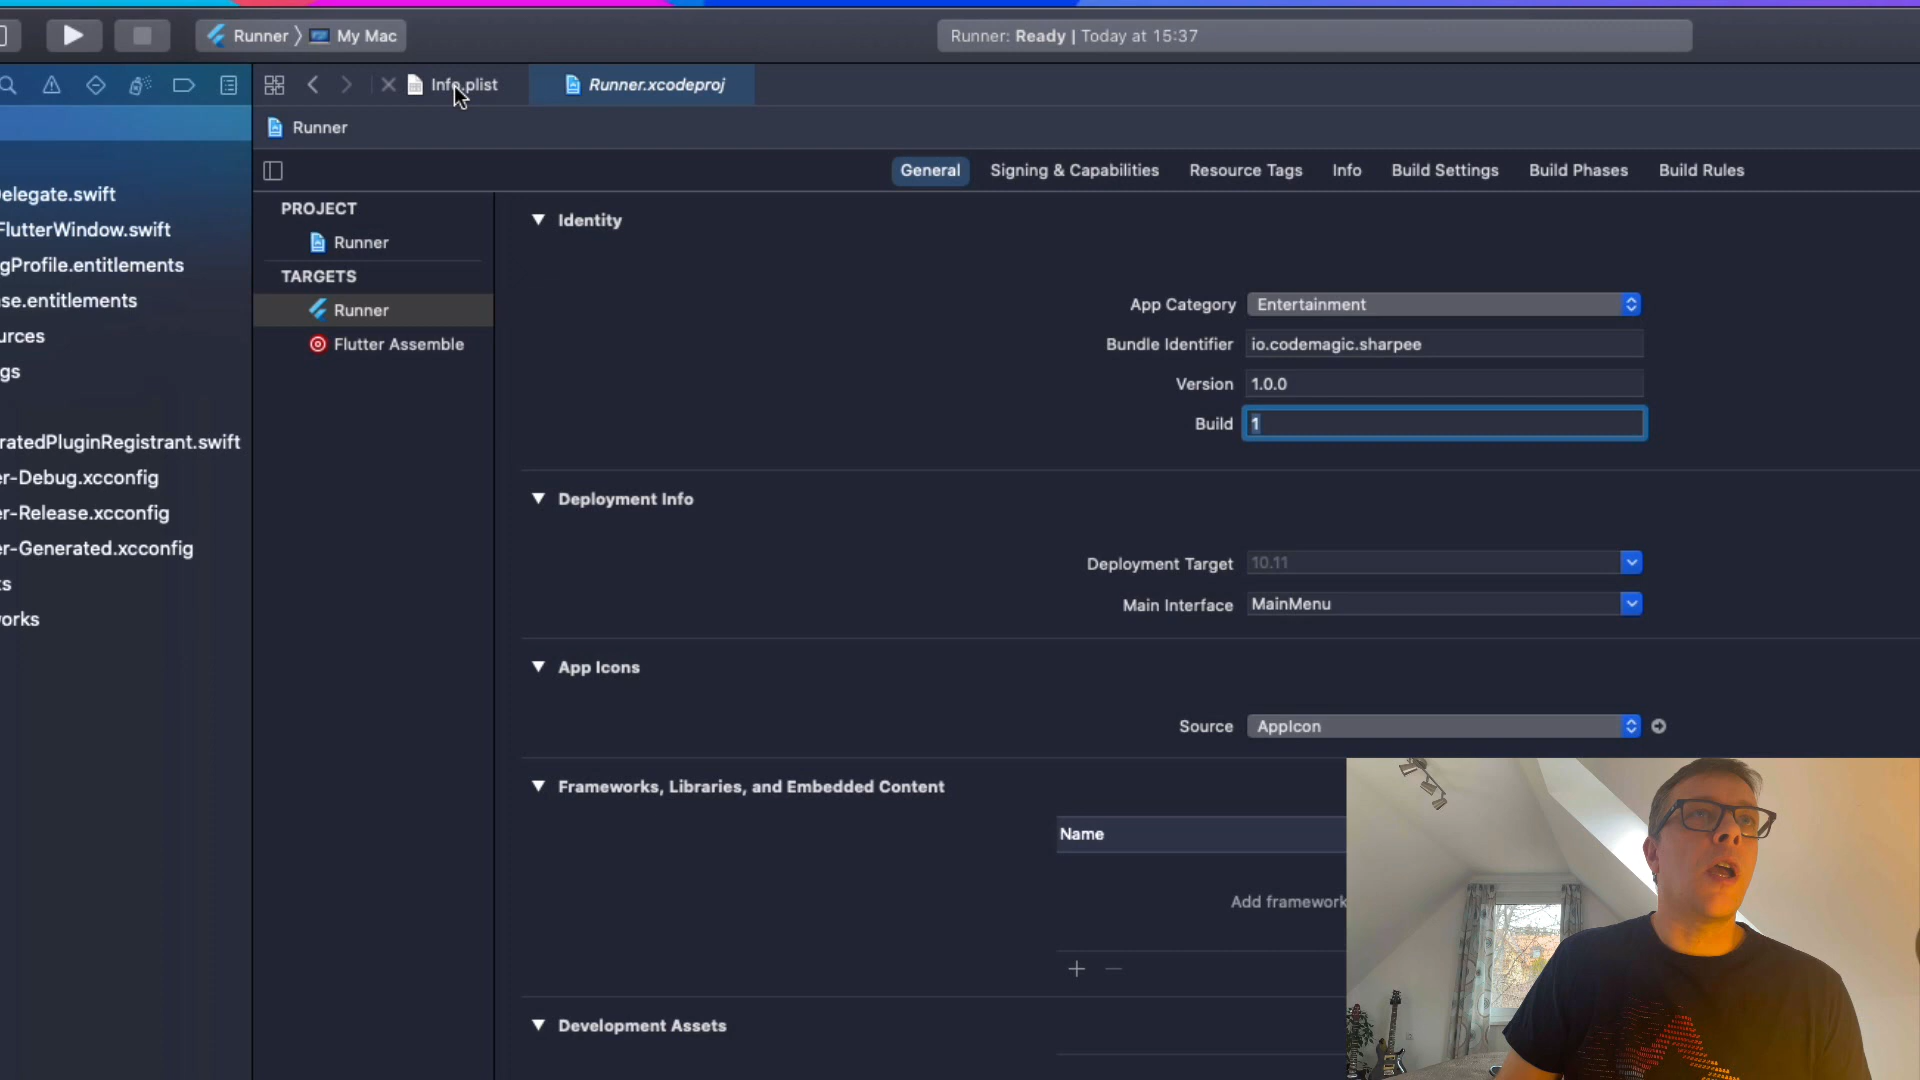 Runner 〉 My Mac
Runner: Ready | Today at 15:37
Info.plist
Runner.xcodeproj
Runner
General Signing & Capabilities Resource Tags Info Build Settings Build Phases Build Rules
elegate.swift
FlutterWindow.swift
gProfile.entitlements
se.entitlements
urces
gs
ratedPluginRegistrant.swift
er-Debug.xcconfig
er-Release.xcconfig
er-Generated.xcconfig
ts
orks
PROJECT
Runner
TARGETS
Runner
Flutter Assemble
Identity
App Category Entertainment
Bundle Identifier io.codemagic.sharpee
Version 1.0.0
Build 1
Deployment Info
Deployment Target 10.11
Main Interface MainMenu
App Icons
Source AppIcon
Frameworks, Libraries, and Embedded Content
Name
Add framework
Development Assets